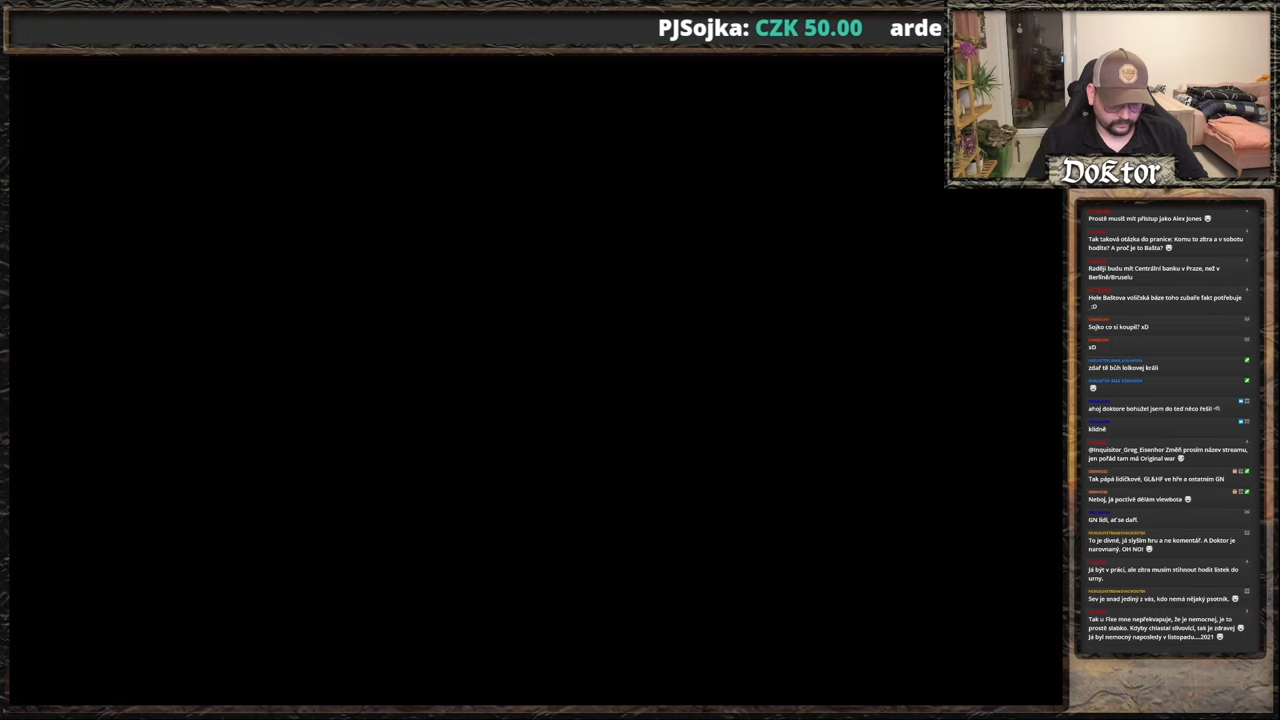 PJSojka: CZK 50.00 arde
Doktor
Prostě musíš mít přístup jako Alex Jones
Tak taková otázka do pranice: Komu to zítra a v sobotu
hodíte? A proč je to Bašta?
Raději budu mít Centrální banku v Praze, než v
Berlíně/Bruselu
Hele Baštova voličská báze toho zubaře fakt potřebuje
:D
Sojko co si koupil? xD
xD
zdař tě bůh lolkovej králi
ahoj doktore bohužel jsem do teď něco řešil
klidně
@Inquisitor_Greg_Eisenhor Změň prosím název streamu,
jen pořád tam má Original war
Tak pápá lidičkové, GL&HF ve hře a ostatním GN
Neboj, já poctivě dělám viewbota
GN lidi, ať se daří.
To je divné, já slyším hru a ne komentář. A Doktor je
narovnaný. OH NO!
Já být v práci, ale zítra musím stihnout hodit lístek do
urny.
Sev je snad jediný z vás, kdo nemá nějaký psotník.
Tak u Fixe mne nepřekvapuje, že je nemocnej, je to
prostě slabko. Kdyby chlastal slivovici, tak je zdravej
Já byl nemocný naposledy v listopadu....2021